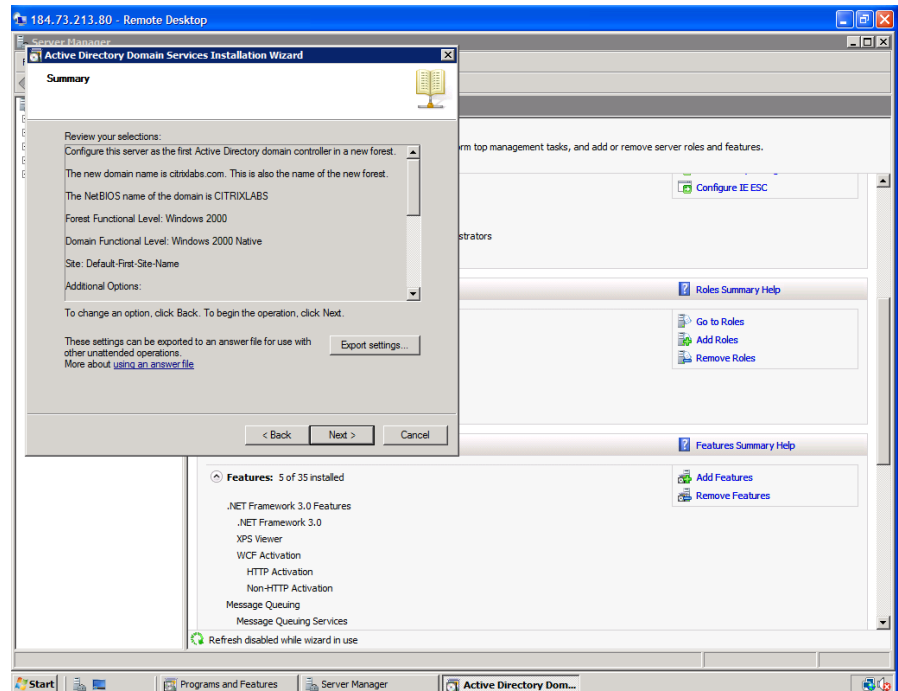 184.73.213.80 - Remote Desktop
Server Manager
Active Directory Domain Services Installation Wizard
Summary
Review your selections:
Configure this server as the first Active Directory domain controller in a new forest.
The new domain name is citrixlabs.com. This is also the name of the new forest.
The NetBIOS name of the domain is CITRIXLABS
Forest Functional Level: Windows 2000
Domain Functional Level: Windows 2000 Native
Site: Default-First-Site-Name
Additional Options:
To change an option, click Back. To begin the operation, click Next.
These settings can be exported to an answer file for use with
other unattended operations.
More about using an answer file
Export settings...
< Back
Next >
Cancel
rm top management tasks, and add or remove server roles and features.
Configure IE ESC
strators
Roles Summary Help
Go to Roles
Add Roles
Remove Roles
Features Summary Help
Features: 5 of 35 installed
Add Features
Remove Features
.NET Framework 3.0 Features
.NET Framework 3.0
XPS Viewer
WCF Activation
HTTP Activation
Non-HTTP Activation
Message Queuing
Message Queuing Services
Refresh disabled while wizard in use
Start
Programs and Features
Server Manager
Active Directory Dom...